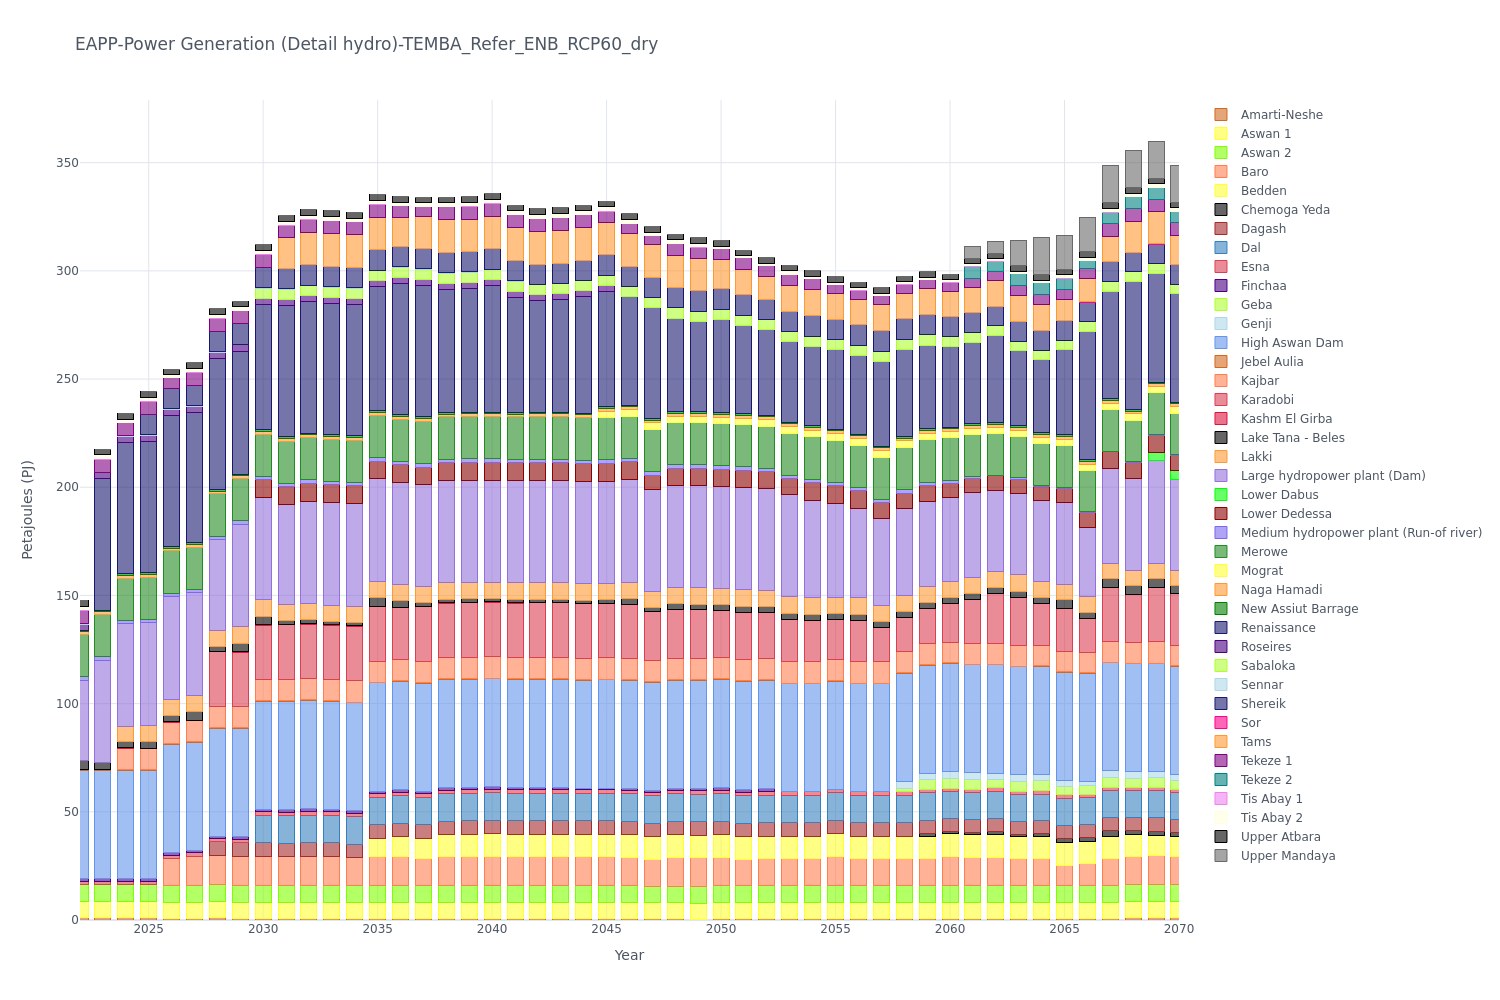 EAPP-Power Generation (Detail hydro)-TEMBA_Refer_ENB_RCP60_dry
Petajoules (PJ)
350
300
250
200
150
100
50
0
2025
2030
2035
2040
2045
2050
2055
2060
2065
2070
Year
Amarti-Neshe
Aswan 1
Aswan 2
Baro
Bedden
Chemoga Yeda
Dagash
Dal
Esna
Finchaa
Geba
Genji
High Aswan Dam
Jebel Aulia
Kajbar
Karadobi
Kashm El Girba
Lake Tana - Beles
Lakki
Large hydropower plant (Dam)
Lower Dabus
Lower Dedessa
Medium hydropower plant (Run-of river)
Merowe
Mograt
Naga Hamadi
New Assiut Barrage
Renaissance
Roseires
Sabaloka
Sennar
Shereik
Sor
Tams
Tekeze 1
Tekeze 2
Tis Abay 1
Tis Abay 2
Upper Atbara
Upper Mandaya